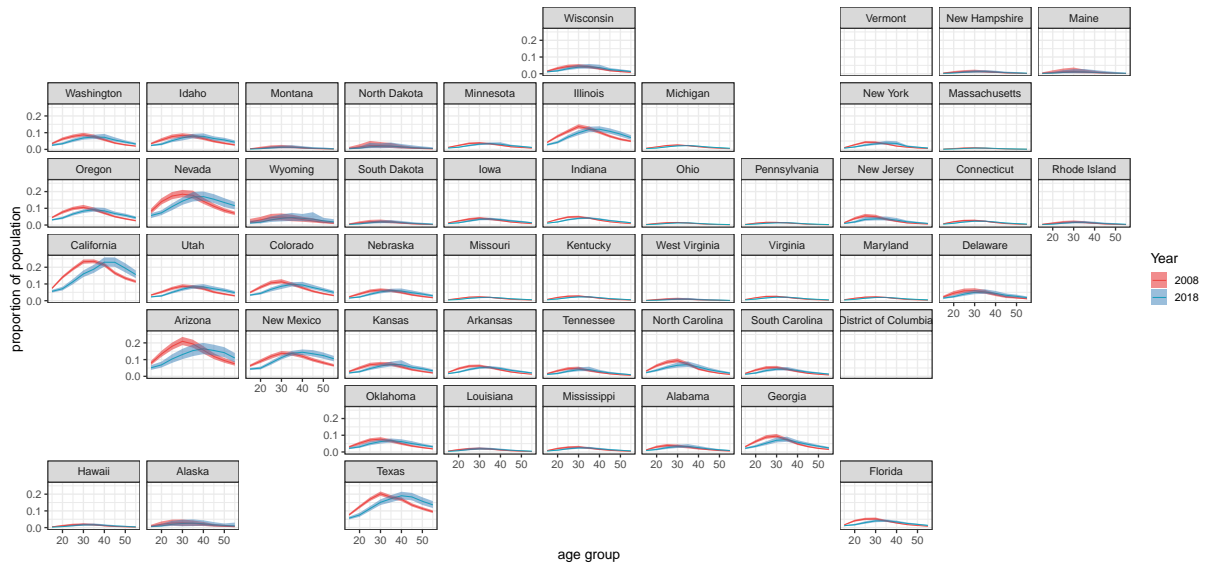 Wisconsin Vermont New Hampshire Maine
0.2
0.1
0.0
Washington Idaho Montana North Dakota Minnesota Illinois Michigan New York Massachusetts
0.2
0.1
0.0
Oregon Nevada Wyoming South Dakota Iowa Indiana Ohio Pennsylvania New Jersey Connecticut Rhode Island
0.2
0.1
0.0
20 30 40 50
California Utah Colorado Nebraska Missouri Kentucky West Virginia Virginia Maryland Delaware
0.2
0.1
0.0
20 30 40 50
Arizona New Mexico Kansas Arkansas Tennessee North Carolina South Carolina District of Columbia
0.2
0.1
0.0
20 30 40 50
Oklahoma Louisiana Mississippi Alabama Georgia
0.2
0.1
0.0
20 30 40 50 20 30 40 50 20 30 40 50 20 30 40 50
Hawaii Alaska Texas Florida
0.2
0.1
0.0
20 30 40 50 20 30 40 50 20 30 40 50 20 30 40 50
age group
proportion of population
Year
2008
2018